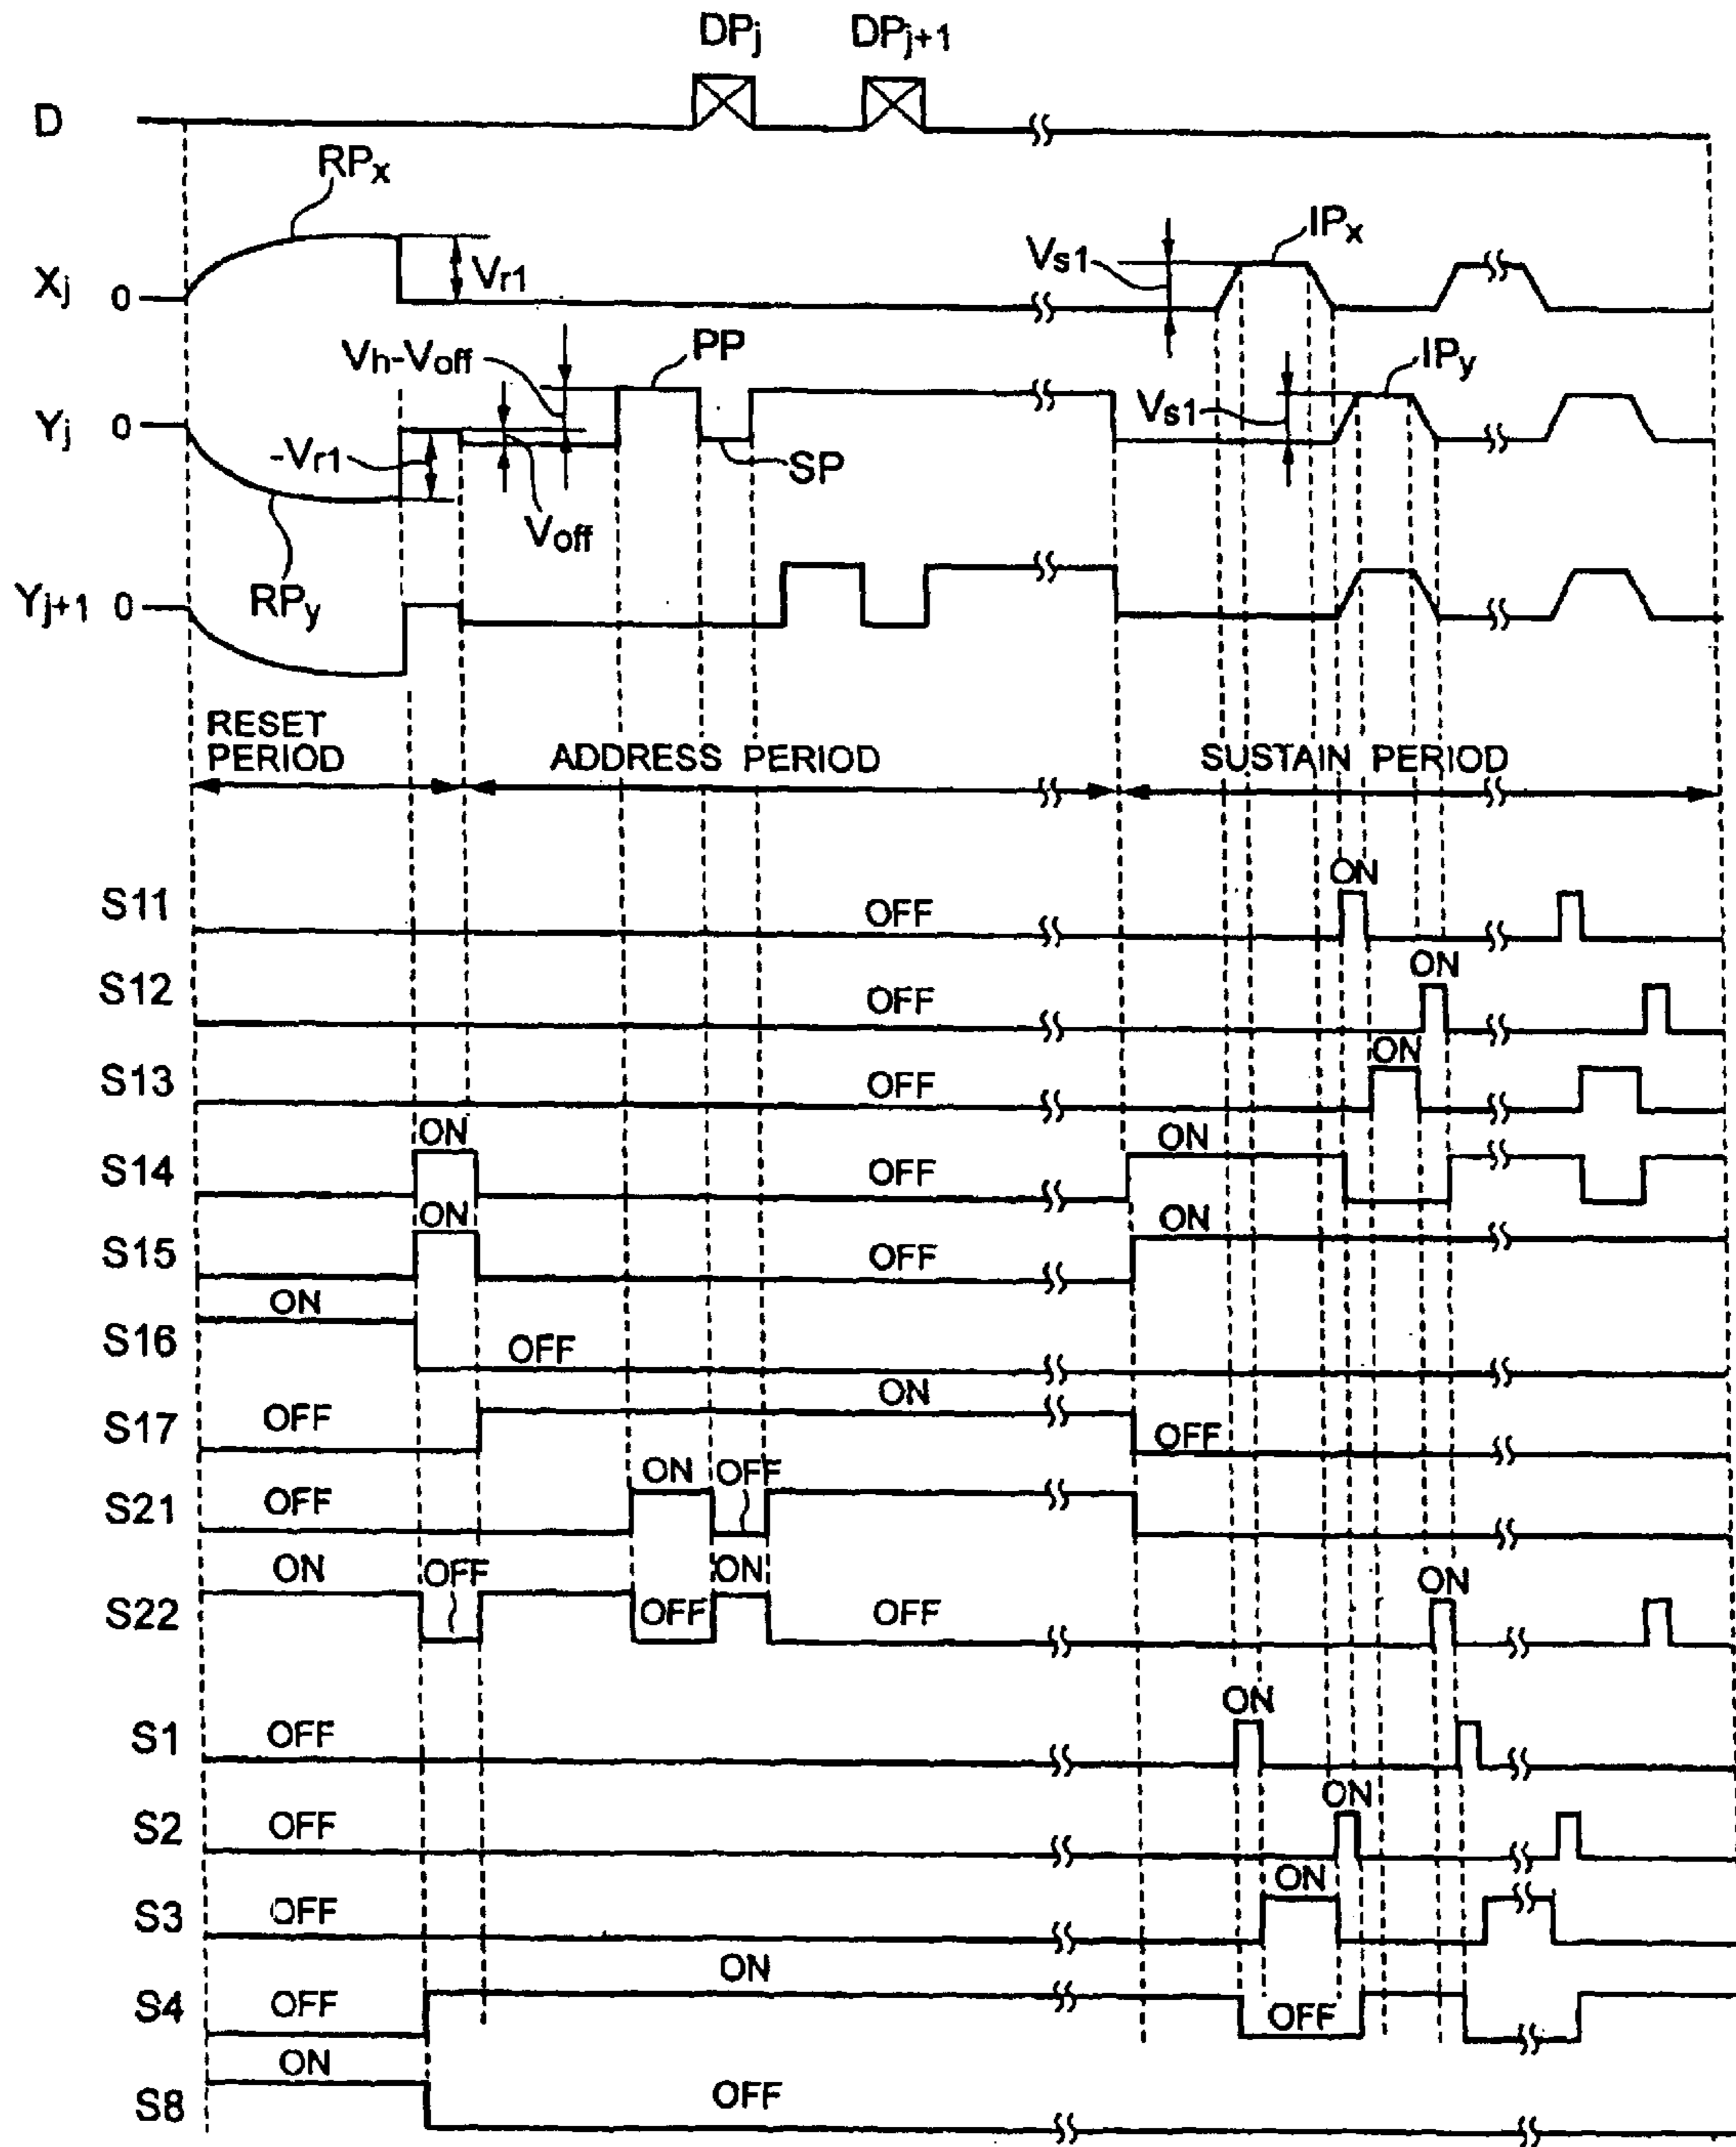 DPj DPj+1
D
RPx
Vr1
Vs1
IPx
Xj 0
Vh-Voff
PP
IPy
Yj 0
-Vr1
Vs1
SP
Voff
RPy
Yj+1 0
RESET PERIOD
ADDRESS PERIOD
SUSTAIN PERIOD
S11 OFF ON
S12 OFF ON
S13 OFF ON
S14 ON OFF ON
S15 ON OFF ON
S16 ON OFF
S17 OFF ON OFF
S21 OFF ON OFF
S22 ON OFF OFF ON OFF ON
S1 OFF ON
S2 OFF ON
S3 OFF ON
S4 OFF ON OFF
S8 ON OFF